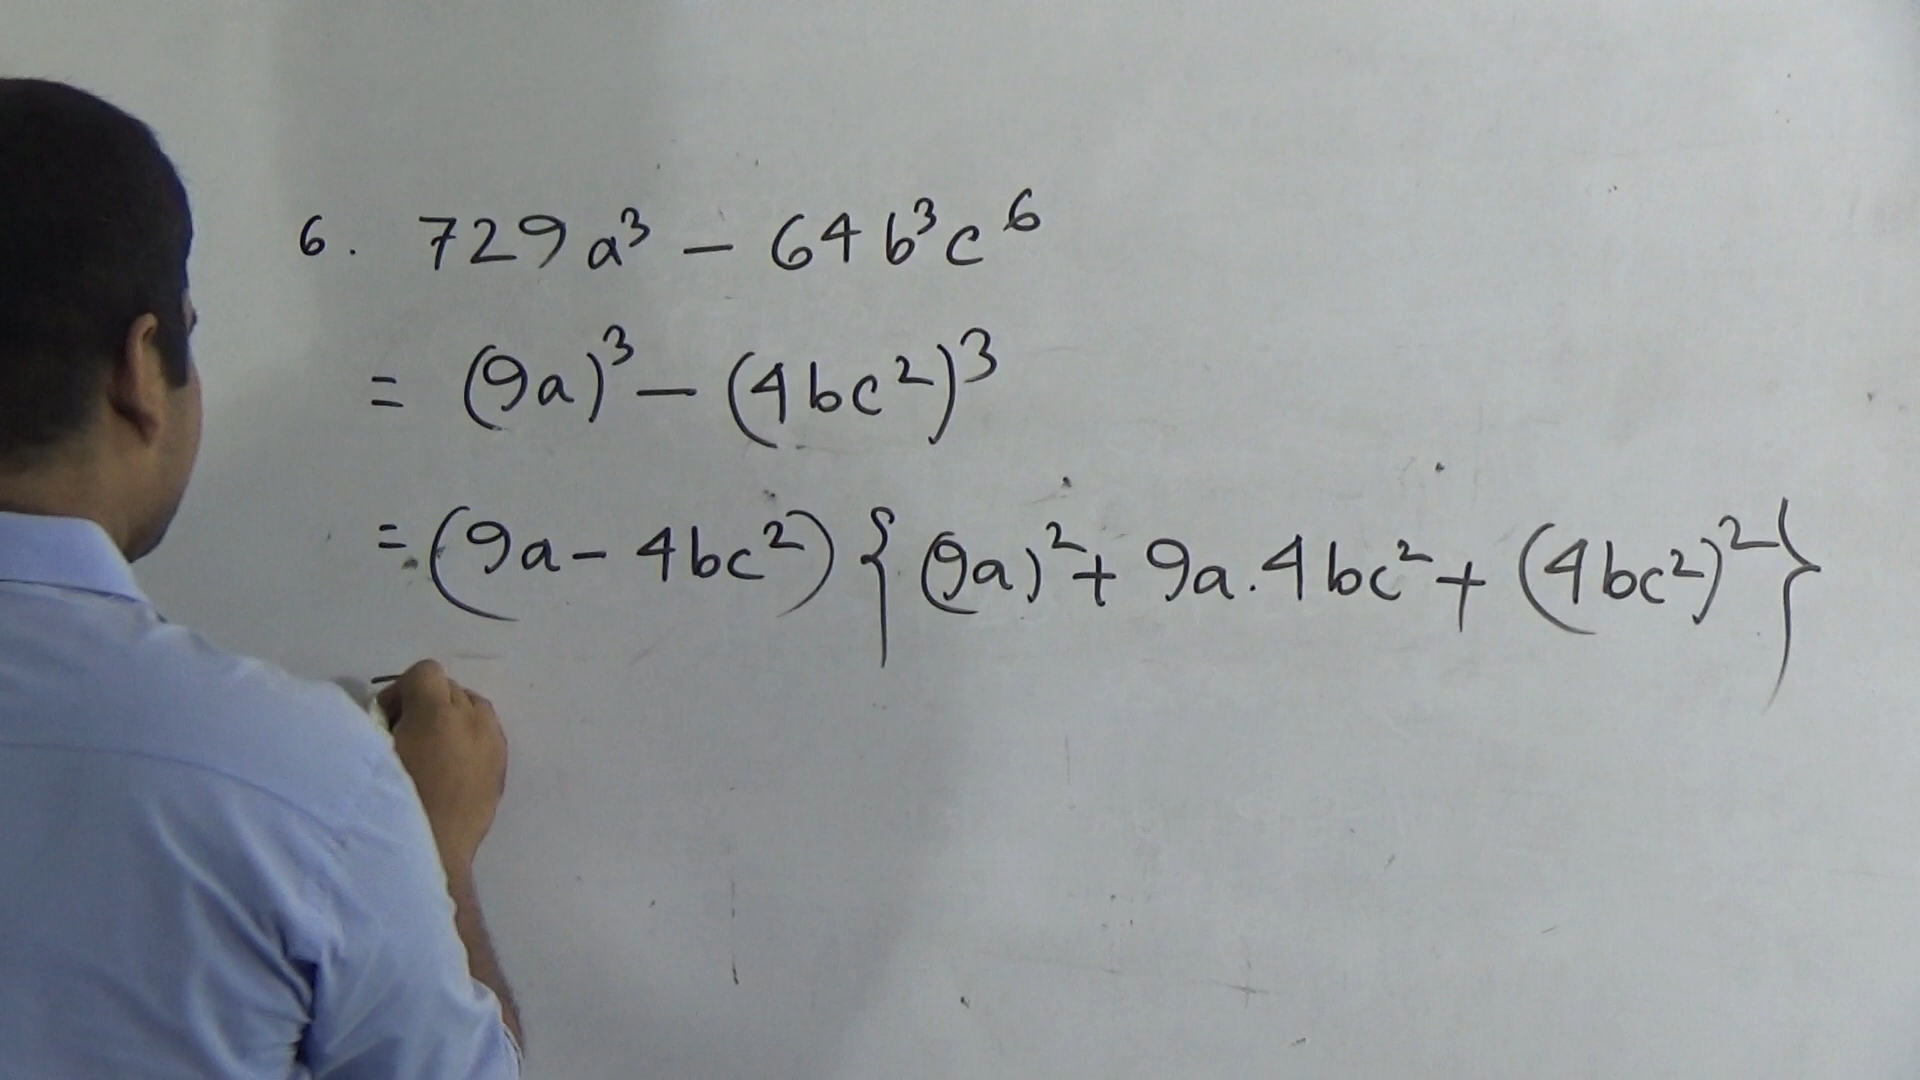 6. 729a³ − 64b³c⁶
= (9a)³ − (4bc²)³
= (9a − 4bc²) {(9a)² + 9a.4bc² + (4bc²)²}